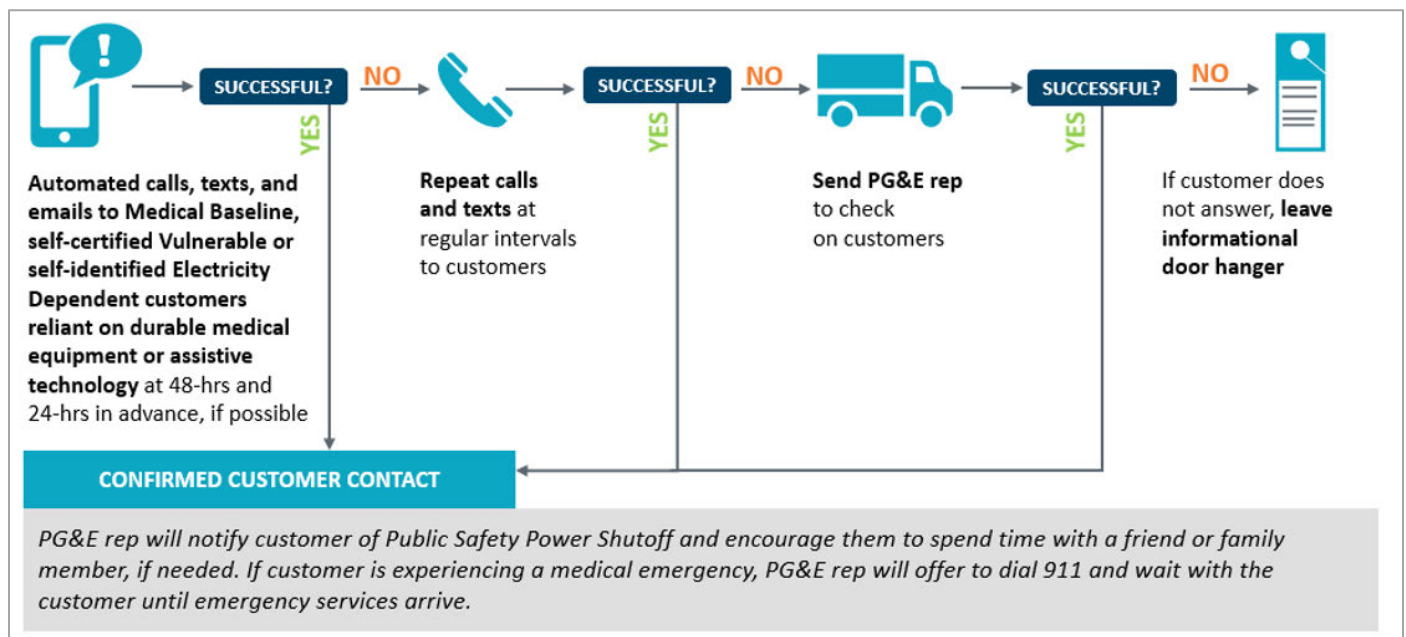 !
SUCCESSFUL?
NO
SUCCESSFUL?
NO
SUCCESSFUL?
NO
YES
YES
YES
Automated calls, texts, and
emails to Medical Baseline,
self-certified Vulnerable or
self-identified Electricity
Dependent customers
reliant on durable medical
equipment or assistive
technology at 48-hrs and
24-hrs in advance, if possible
Repeat calls
and texts at
regular intervals
to customers
Send PG&E rep
to check
on customers
If customer does
not answer, leave
informational
door hanger
CONFIRMED CUSTOMER CONTACT
PG&E rep will notify customer of Public Safety Power Shutoff and encourage them to spend time with a friend or family
member, if needed. If customer is experiencing a medical emergency, PG&E rep will offer to dial 911 and wait with the
customer until emergency services arrive.